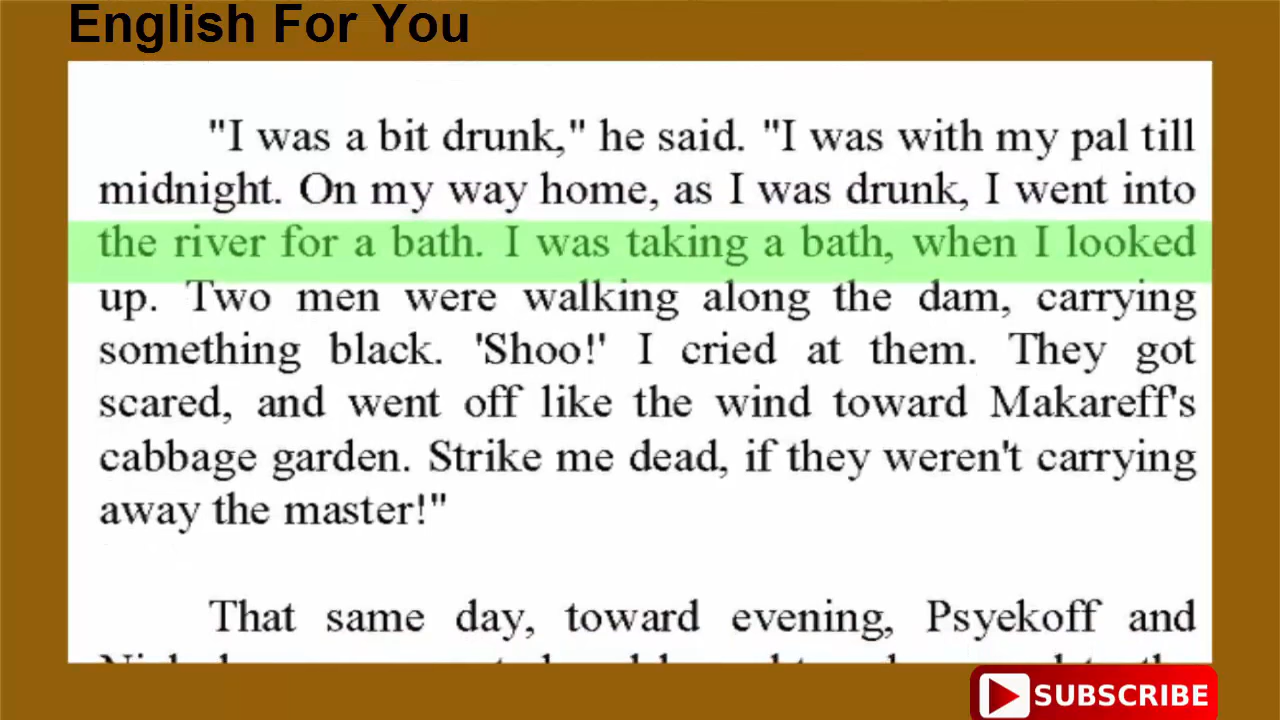 English For You
"I was a bit drunk," he said. "I was with my pal till
midnight. On my way home, as I was drunk, I went into
the river for a bath. I was taking a bath, when I looked
up. Two men were walking along the dam, carrying
something black. 'Shoo!' I cried at them. They got
scared, and went off like the wind toward Makareff's
cabbage garden. Strike me dead, if they weren't carrying
away the master!"
That same day, toward evening, Psyekoff and
SUBSCRIBE